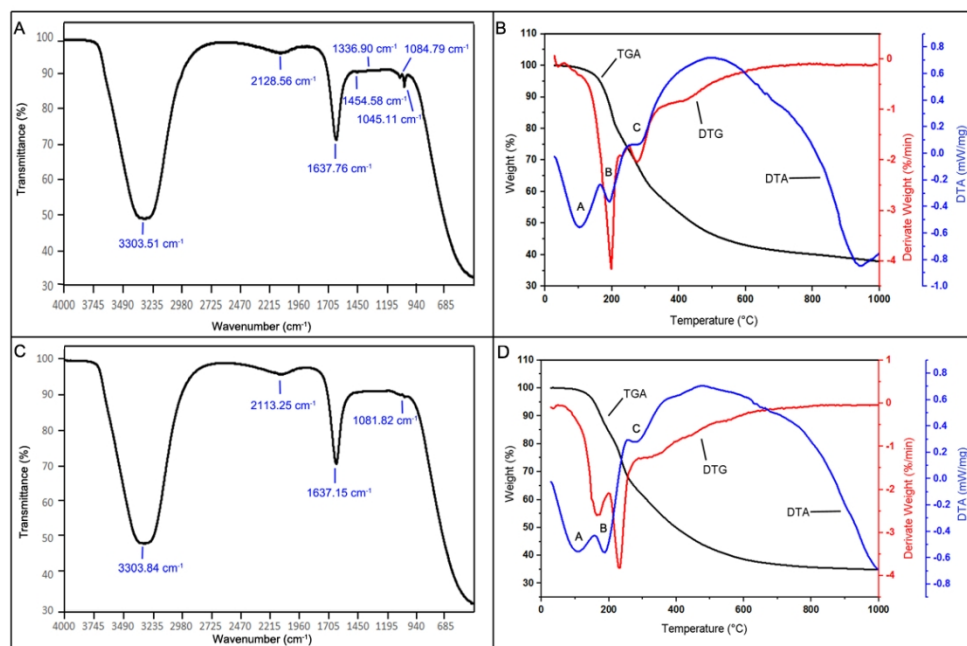 A
Transmittance (%)
100
90
80
70
60
50
40
30
3303.51 cm⁻¹
2128.56 cm⁻¹
1637.76 cm⁻¹
1454.58 cm⁻¹
1336.90 cm⁻¹
1084.79 cm⁻¹
1045.11 cm⁻¹
4000 3745 3490 3235 2980 2725 2470 2215 1960 1705 1450 1195 940 685
Wavenumber (cm⁻¹)
B
Weight (%)
110
100
90
80
70
60
50
40
30
TGA
A
B
C
DTG
DTA
0
-1
-2
-3
-4
Derivate Weight (%/min)
0.8
0.6
0.4
0.2
0.0
-0.2
-0.4
-0.6
-0.8
-1.0
DTA (mW/mg)
0 200 400 600 800 1000
Temperature (°C)
C
Transmittance (%)
100
90
80
70
60
50
40
30
3303.84 cm⁻¹
2113.25 cm⁻¹
1637.15 cm⁻¹
1081.82 cm⁻¹
4000 3745 3490 3235 2980 2725 2470 2215 1960 1705 1450 1195 940 685
Wavenumber (cm⁻¹)
D
Weight (%)
110
100
90
80
70
60
50
40
30
TGA
A
B
C
DTG
DTA
1
0
-1
-2
-3
-4
Derivate Weight (%/min)
0.8
0.6
0.4
0.2
0.0
-0.2
-0.4
-0.6
-0.8
DTA (mW/mg)
0 200 400 600 800 1000
Temperature (°C)